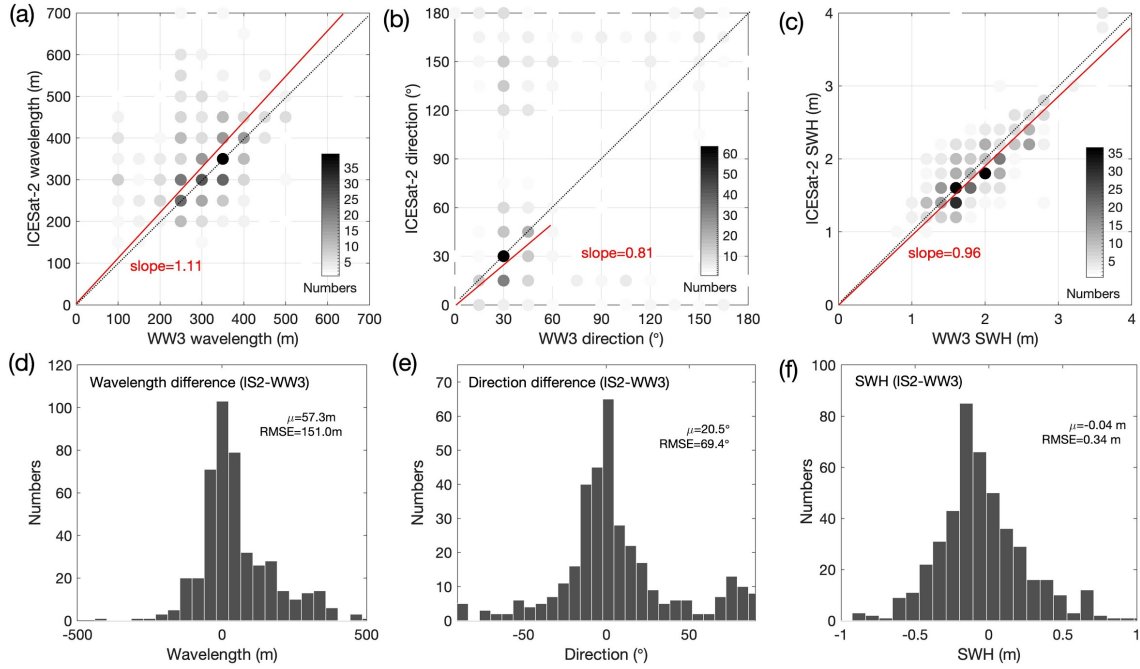 (a)
700
600
500
400
300
200
100
0
ICESat-2 wavelength (m)
0 100 200 300 400 500 600 700
WW3 wavelength (m)
slope=1.11
35
30
25
20
15
10
5
Numbers
(b)
180
150
120
90
60
30
0
ICESat-2 direction (°)
0 30 60 90 120 150 180
WW3 direction (°)
slope=0.81
60
50
40
30
20
10
Numbers
(c)
4
3
2
1
0
ICESat-2 SWH (m)
0 1 2 3 4
WW3 SWH (m)
slope=0.96
35
30
25
20
15
10
5
Numbers
(d)
120
100
80
60
40
20
0
Numbers
Wavelength difference (IS2-WW3)
μ=57.3m
RMSE=151.0m
-500 0 500
Wavelength (m)
(e)
70
60
50
40
30
20
10
0
Numbers
Direction difference (IS2-WW3)
μ=20.5°
RMSE=69.4°
-50 0 50
Direction (°)
(f)
100
80
60
40
20
0
Numbers
SWH (IS2-WW3)
μ=-0.04 m
RMSE=0.34 m
-1 -0.5 0 0.5 1
SWH (m)